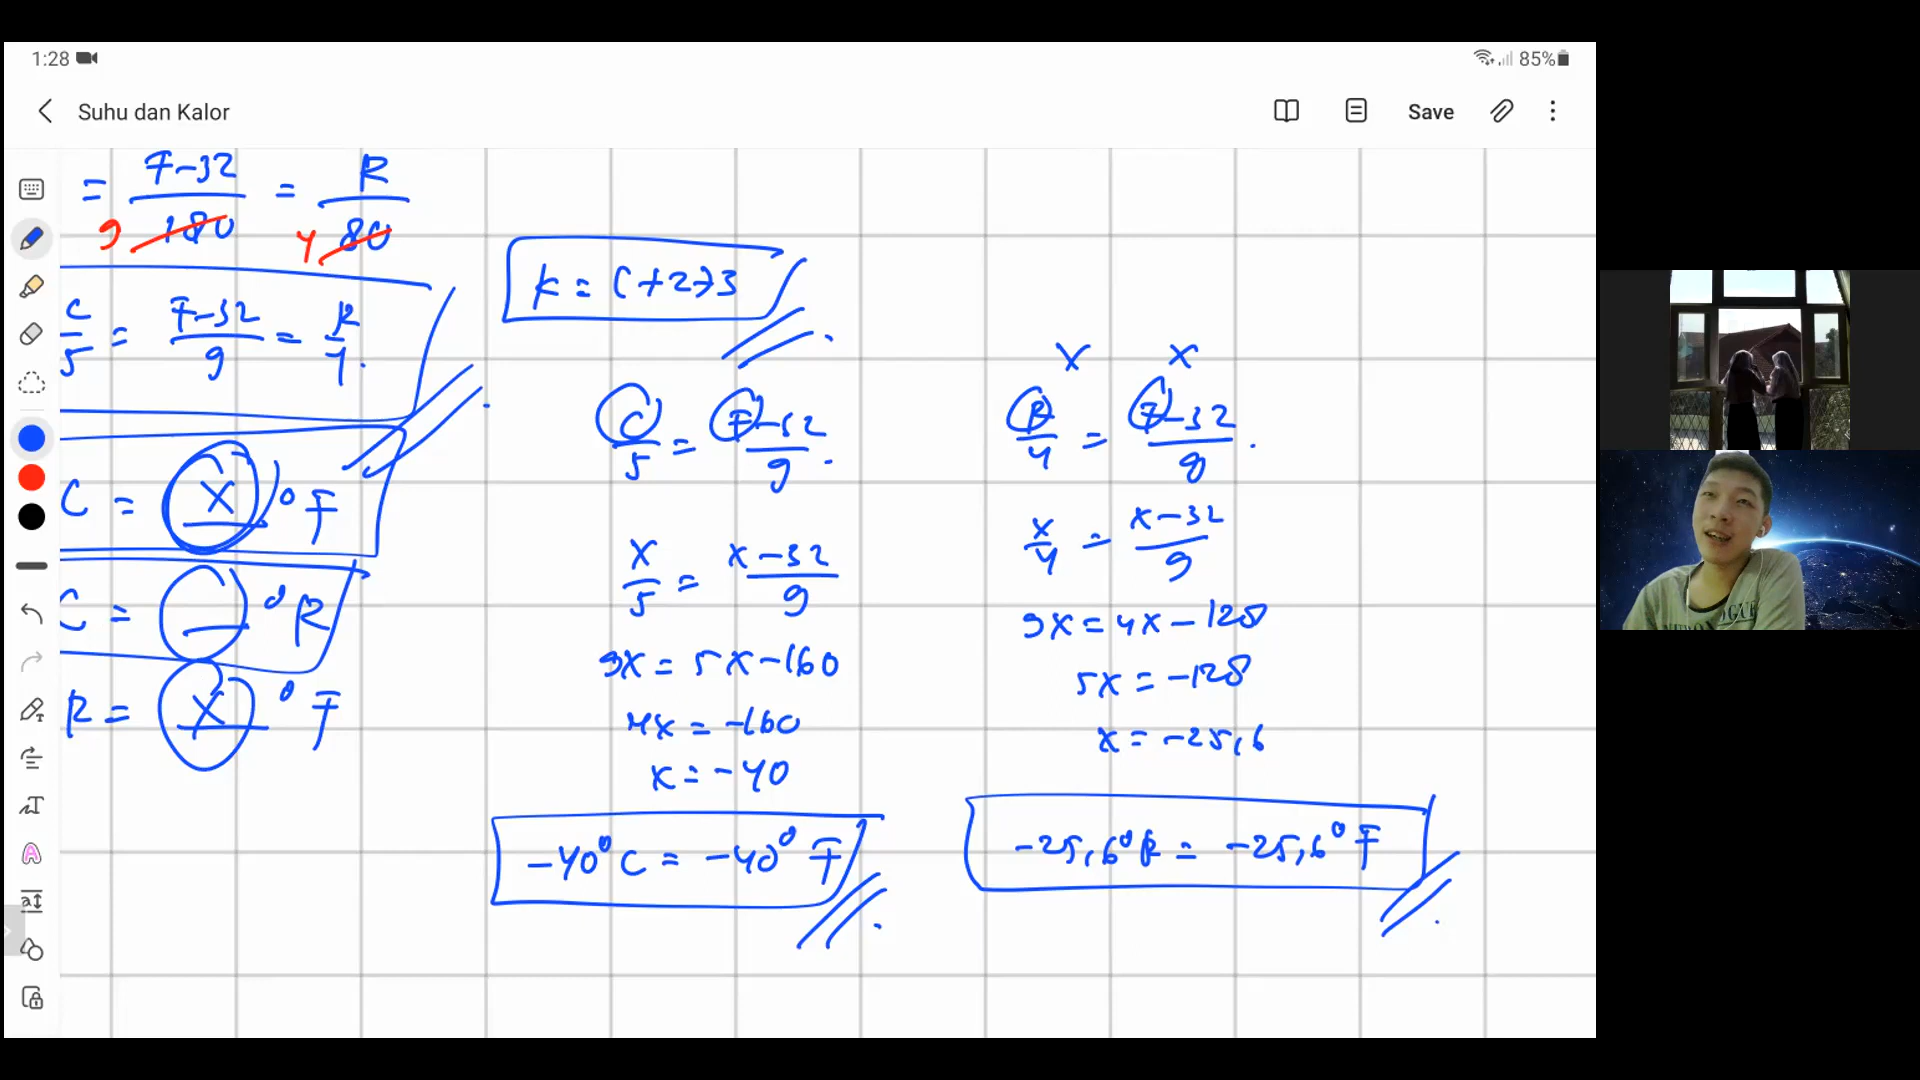 1:28
85%
Suhu dan Kalor
Save
= F-32 / 180 = R / 80
9 4
C/5 = F-32 / 9 = R/4.
C = X °F
C = _ °R
R = X °F
K = C+273
C/5 = F-32 / 9.
X/5 = X-32 / 9
9X = 5X-160
4X = -160
X = -40
-40°C = -40°F
X X
R/4 = F-32 / 9.
X/4 = X-32 / 9
9X = 4X-128
5X = -128
X = -25,6
-25,6°R = -25,6°F